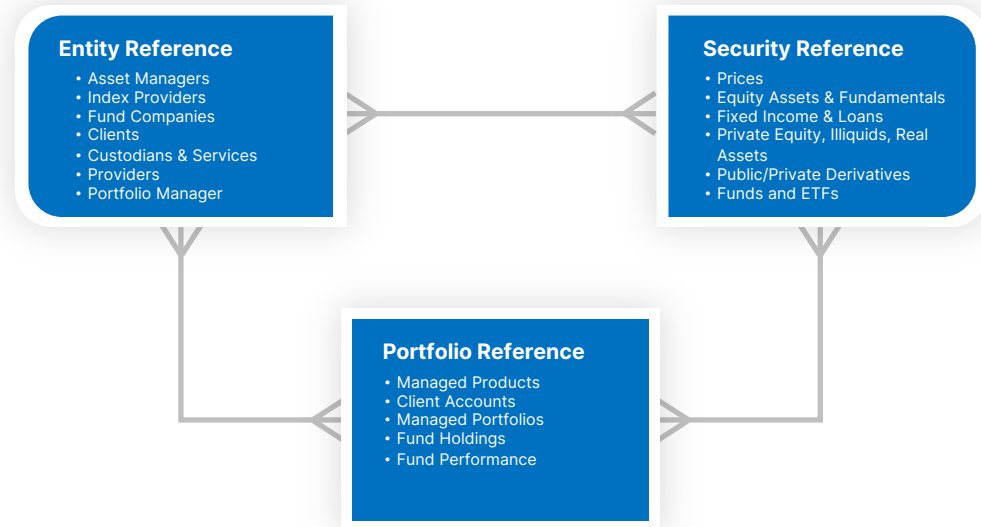 Entity Reference
• Asset Managers
• Index Providers
• Fund Companies
• Clients
• Custodians & Services
• Providers
• Portfolio Manager
Security Reference
• Prices
• Equity Assets & Fundamentals
• Fixed Income & Loans
• Private Equity, Illiquids, Real
Assets
• Public/Private Derivatives
• Funds and ETFs
Portfolio Reference
• Managed Products
• Client Accounts
• Managed Portfolios
• Fund Holdings
• Fund Performance